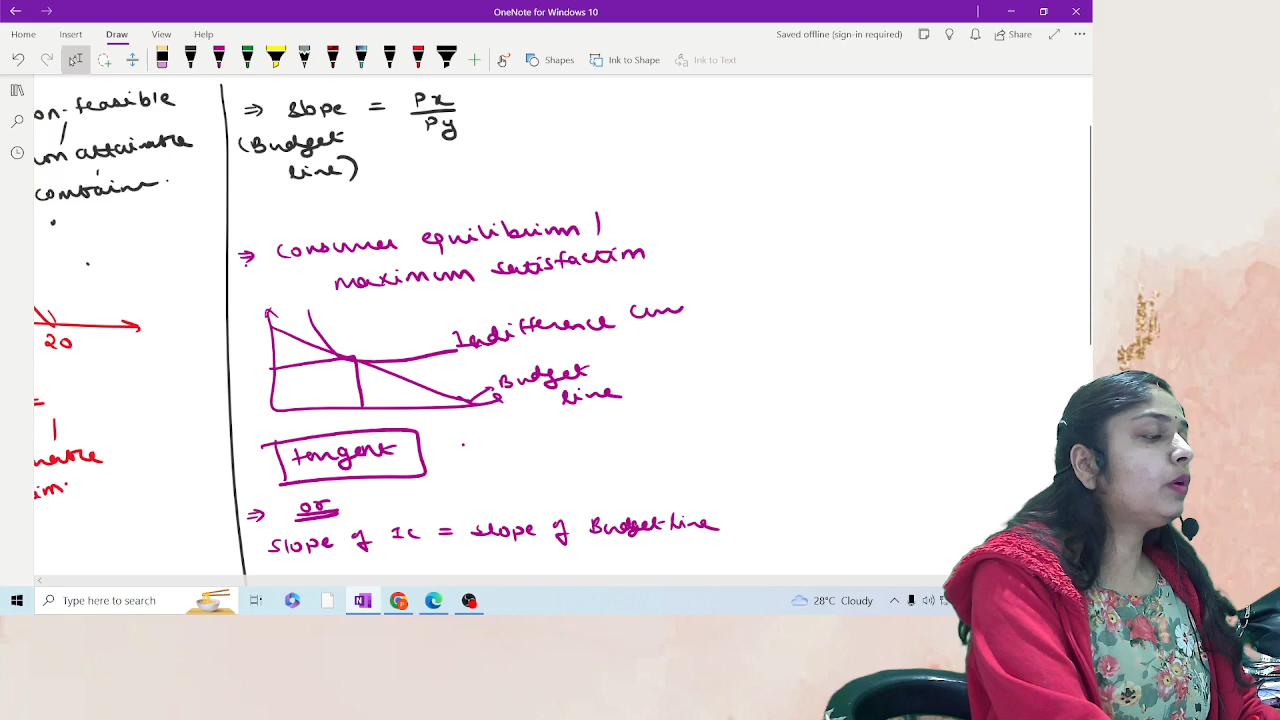 OneNote for Windows 10
Home Insert Draw View Help
Saved offline (sign-in required) Share
Shapes Ink to Shape Ink to Text
on-feasible
attainable
20
⇒ Slope = Px/Py
(Budget
line)
⇒ Consumer equilibrium /
maximum satisfaction
Indifference
Budget
line
tangent
⇒ or
Slope of IC = slope of Budget line
Type here to search
28°C Cloudy